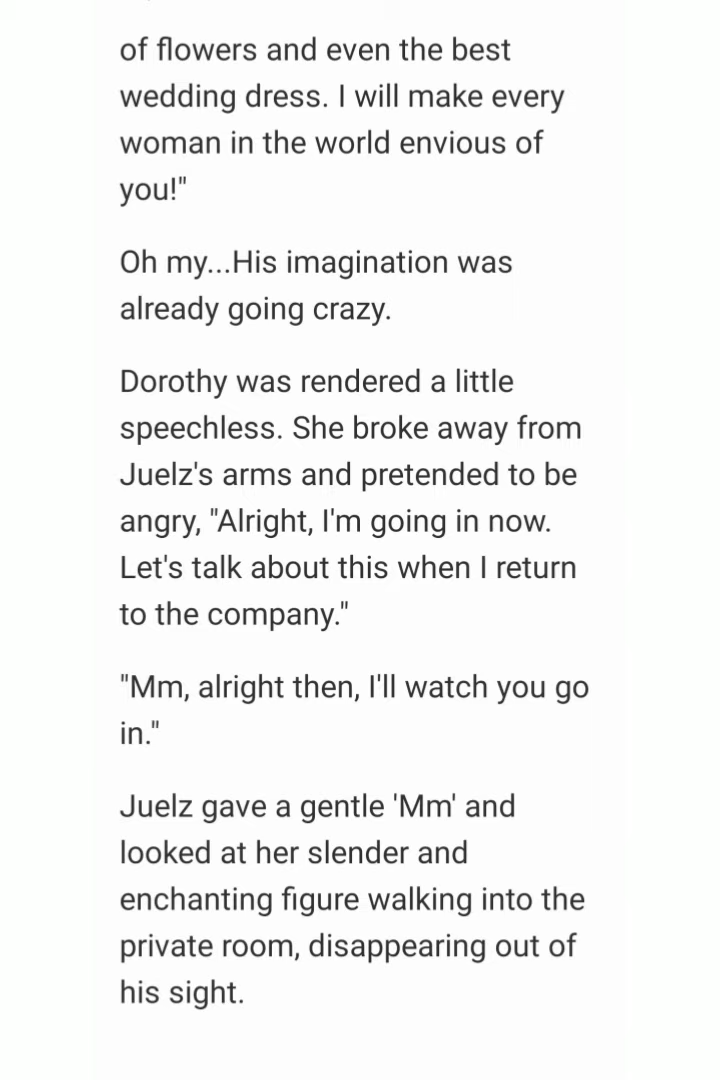 of flowers and even the best
wedding dress. I will make every
woman in the world envious of
you!"
Oh my...His imagination was
already going crazy.
Dorothy was rendered a little
speechless. She broke away from
Juelz's arms and pretended to be
angry, "Alright, I'm going in now.
Let's talk about this when I return
to the company."
"Mm, alright then, I'll watch you go
in."
Juelz gave a gentle 'Mm' and
looked at her slender and
enchanting figure walking into the
private room, disappearing out of
his sight.